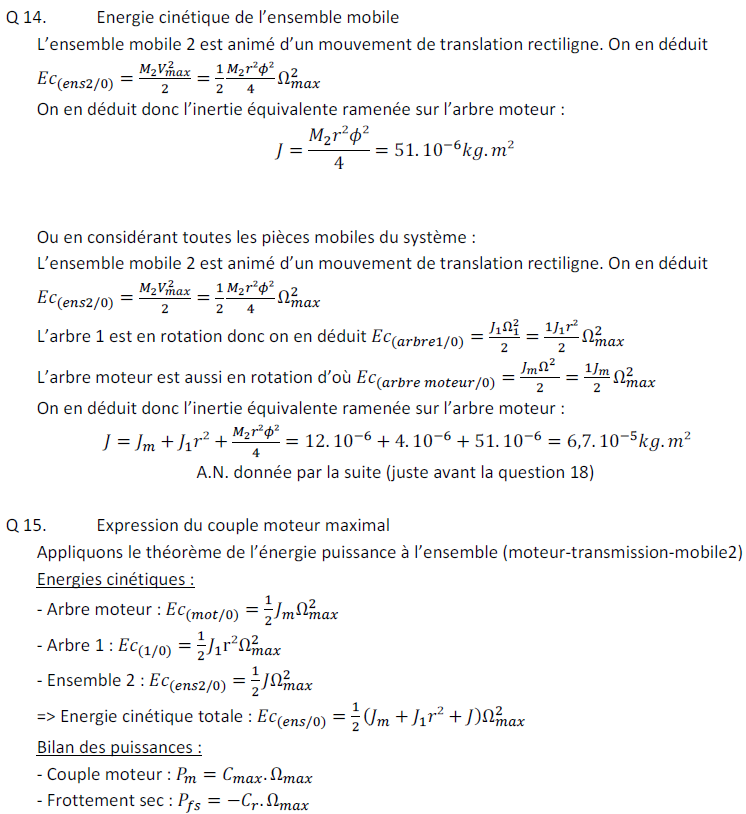 Q 14. Energie cinétique de l'ensemble mobile
L'ensemble mobile 2 est animé d'un mouvement de translation rectiligne. On en déduit
$Ec_{(ens2/0)} = \frac{M_2 V_{max}^2}{2} = \frac{1}{2}\frac{M_2 r^2 \phi^2}{4}\Omega_{max}^2$
On en déduit donc l'inertie équivalente ramenée sur l'arbre moteur :
$J = \frac{M_2 r^2 \phi^2}{4} = 51.10^{-6} kg.m^2$
Ou en considérant toutes les pièces mobiles du système :
L'ensemble mobile 2 est animé d'un mouvement de translation rectiligne. On en déduit
$Ec_{(ens2/0)} = \frac{M_2 V_{max}^2}{2} = \frac{1}{2}\frac{M_2 r^2 \phi^2}{4}\Omega_{max}^2$
L'arbre 1 est en rotation donc on en déduit $Ec_{(arbre1/0)} = \frac{J_1 \Omega_1^2}{2} = \frac{1 J_1 r^2}{2}\Omega_{max}^2$
L'arbre moteur est aussi en rotation d'où $Ec_{(arbre\ moteur/0)} = \frac{J_m \Omega^2}{2} = \frac{1 J_m}{2}\Omega_{max}^2$
On en déduit donc l'inertie équivalente ramenée sur l'arbre moteur :
$J = J_m + J_1 r^2 + \frac{M_2 r^2 \phi^2}{4} = 12.10^{-6} + 4.10^{-6} + 51.10^{-6} = 6,7.10^{-5} kg.m^2$
A.N. donnée par la suite (juste avant la question 18)
Q 15. Expression du couple moteur maximal
Appliquons le théorème de l'énergie puissance à l'ensemble (moteur-transmission-mobile2)
Energies cinétiques :
- Arbre moteur : $Ec_{(mot/0)} = \frac{1}{2} J_m \Omega_{max}^2$
- Arbre 1 : $Ec_{(1/0)} = \frac{1}{2} J_1 r^2 \Omega_{max}^2$
- Ensemble 2 : $Ec_{(ens2/0)} = \frac{1}{2} J \Omega_{max}^2$
=> Energie cinétique totale : $Ec_{(ens/0)} = \frac{1}{2}(J_m + J_1 r^2 + J)\Omega_{max}^2$
Bilan des puissances :
- Couple moteur : $P_m = C_{max}.\Omega_{max}$
- Frottement sec : $P_{fs} = -C_r.\Omega_{max}$